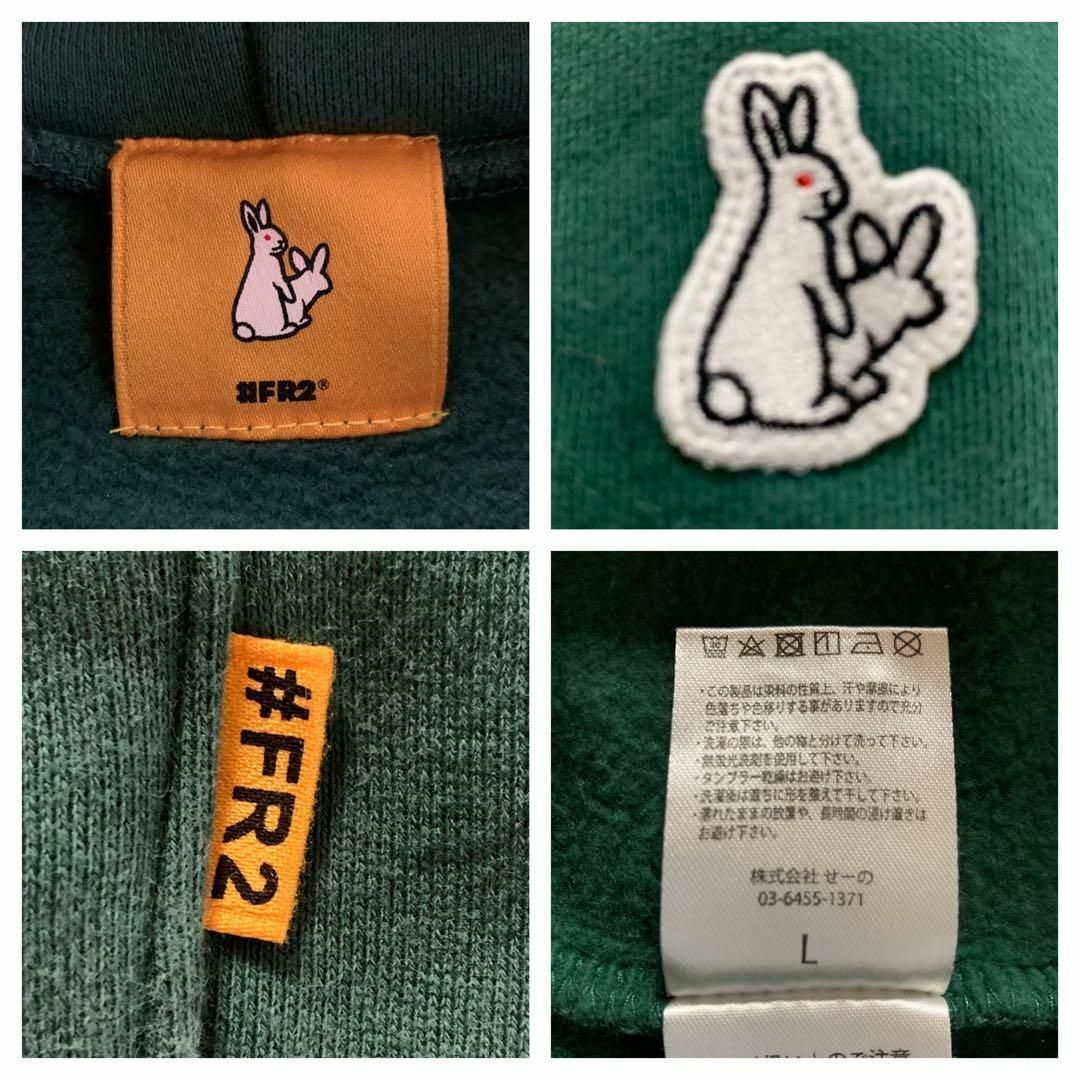 #FR2®
#FR2
・この製品は染料の性質上、汗や摩擦により
色落ちや色移りする事がありますので充分
ご注意下さい。
・洗濯の際は、他の物と分けて洗って下さい。
・無蛍光洗剤を使用して下さい。
・タンブラー乾燥はお避け下さい。
・洗濯後は直ちに形を整えて干して下さい。
・濡れたままの放置や、長時間の浸け置きは
お避け下さい。
株式会社 せーの
03-6455-1371
L
のご注意